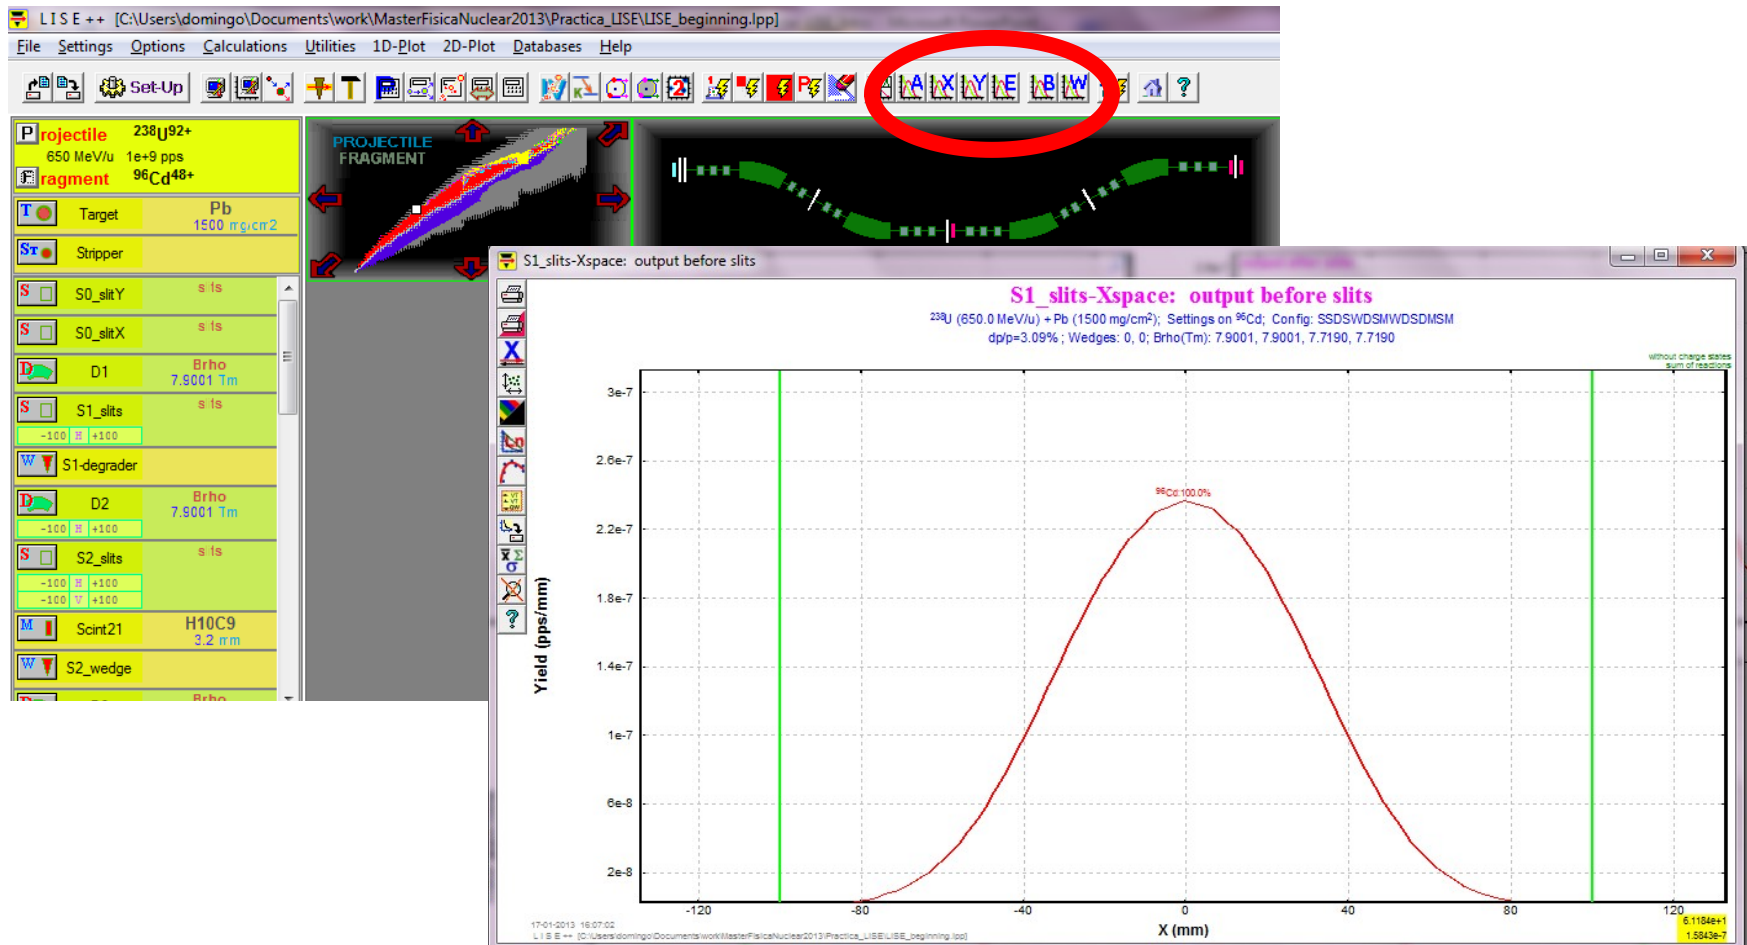 L I S E ++  [C:\Users\domingo\Documents\work\MasterFisicaNuclear2013\Practica_LISE\LISE_beginning.lpp]
File Settings Options Calculations Utilities 1D-Plot 2D-Plot Databases Help
Set-Up
A X Y E B W ?
Projectile 238U92+
650 MeV/u 1e+9 pps
Fragment 96Cd48+
T Target Pb
1500 mg/cm2
ST Stripper
S S0_slitY slits
S S0_slitX slits
D D1 Brho
7.9001 Tm
S S1_slits slits
-100 H +100
W S1-degrader
D D2 Brho
7.9001 Tm
-100 H +100
S S2_slits slits
-100 H +100
-100 V +100
M Scint21 H10C9
3.2 mm
W S2_wedge
Brho
PROJECTILE
FRAGMENT
S1_slits-Xspace: output before slits
S1_slits-Xspace: output before slits
238U (650.0 MeV/u) + Pb (1500 mg/cm2); Settings on 96Cd; Config: SSDSWDSMWDSDMSM
dp/p=3.09% ; Wedges: 0, 0; Brho(Tm): 7.9001, 7.9001, 7.7190, 7.7190
without charge states
sum of reactions
3e-7
2.6e-7
96Cd:100.0%
2.2e-7
1.8e-7
1.4e-7
1e-7
6e-8
2e-8
Yield (pps/mm)
-120 -80 -40 0 40 80 120
X (mm)
17-01-2013 16:07:02
L I S E ++ [C:\Users\domingo\Documents\work\MasterFisicaNuclear2013\Practica_LISE\LISE_beginning.lpp]
6.1184e+1
1.5843e-7